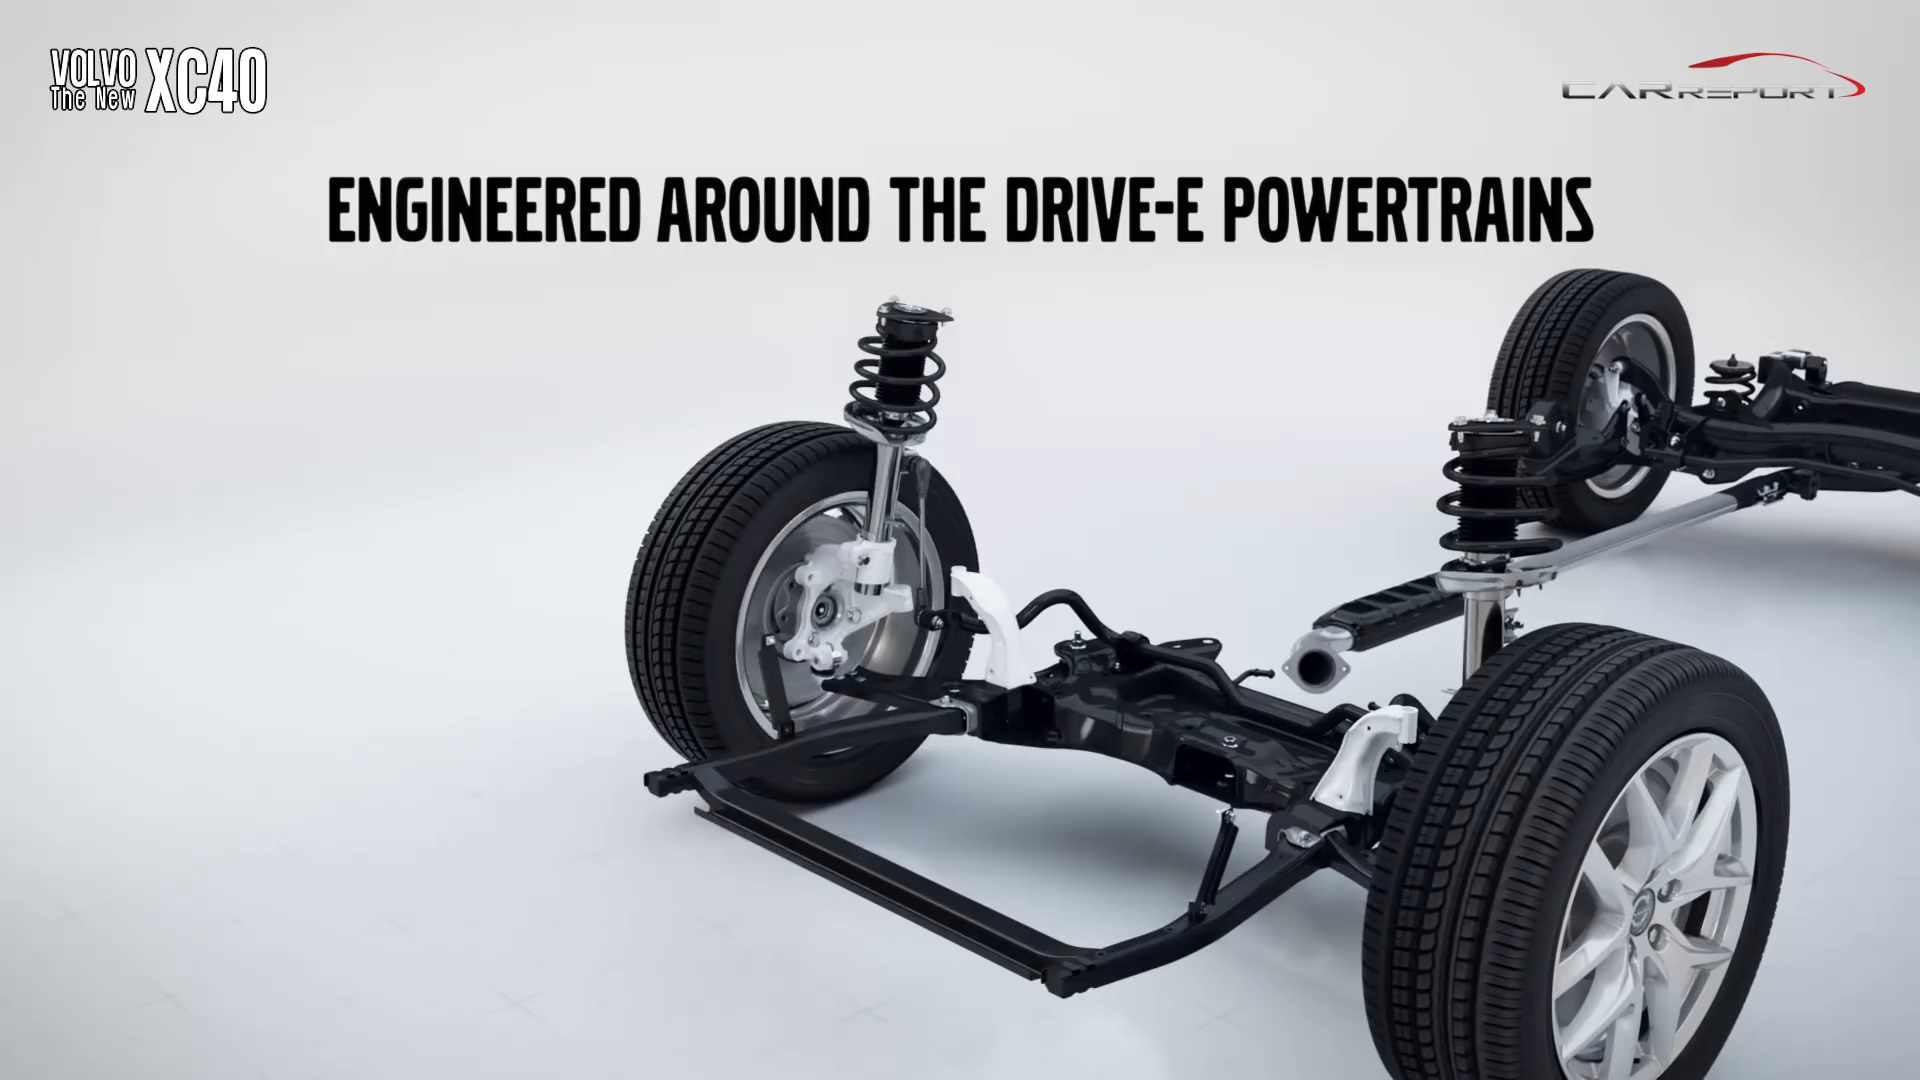 VOLVO
The New
XC40
CARREPORT
ENGINEERED AROUND THE DRIVE-E POWERTRAINS